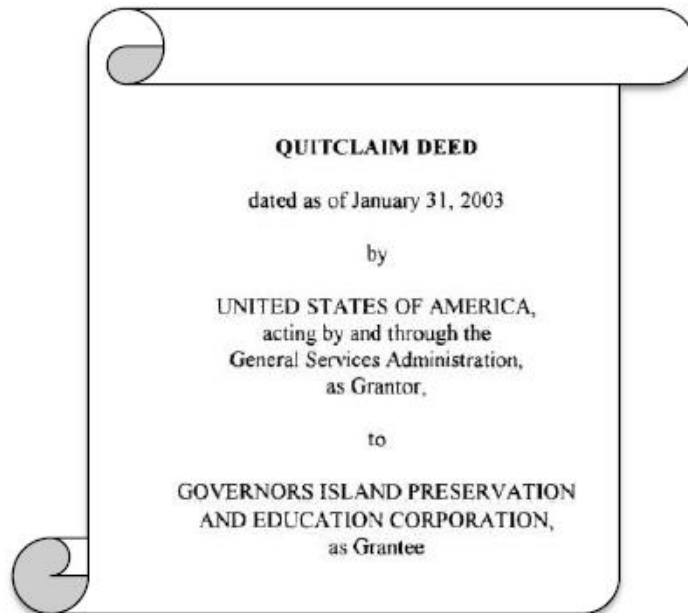 QUITCLAIM DEED
dated as of January 31, 2003
by
UNITED STATES OF AMERICA,
acting by and through the
General Services Administration,
as Grantor,
to
GOVERNORS ISLAND PRESERVATION
AND EDUCATION CORPORATION,
as Grantee